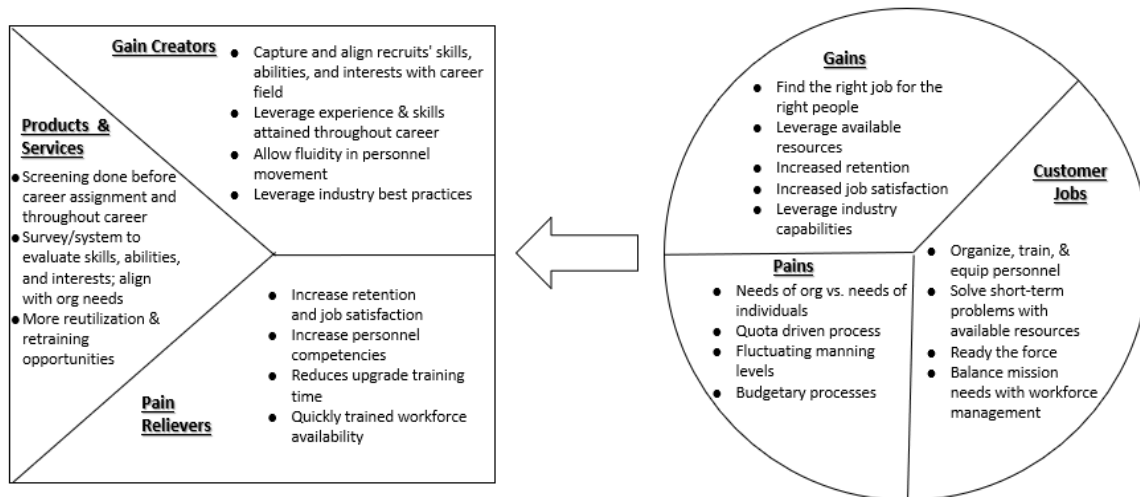 Gain Creators
● Capture and align recruits' skills,
abilities, and interests with career
field
● Leverage experience & skills
attained throughout career
● Allow fluidity in personnel
movement
● Leverage industry best practices
Products &
Services
● Screening done before
career assignment and
throughout career
● Survey/system to
evaluate skills, abilities,
and interests; align
with org needs
● More reutilization &
retraining
opportunities
Pain
Relievers
● Increase retention
and job satisfaction
● Increase personnel
competencies
● Reduces upgrade training
time
● Quickly trained workforce
availability
Gains
● Find the right job for the
right people
● Leverage available
resources
● Increased retention
● Increased job satisfaction
● Leverage industry
capabilities
Pains
● Needs of org vs. needs of
individuals
● Quota driven process
● Fluctuating manning
levels
● Budgetary processes
Customer
Jobs
● Organize, train, &
equip personnel
● Solve short-term
problems with
available resources
● Ready the force
● Balance mission
needs with workforce
management